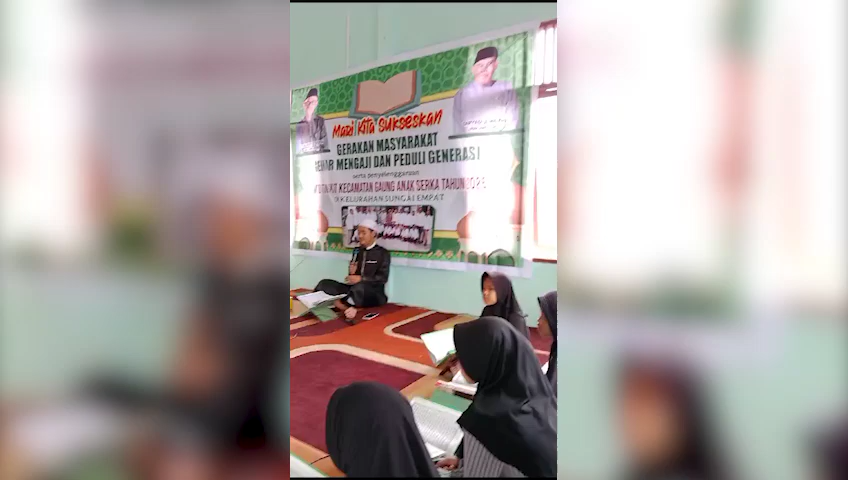 Mari Kita Sukseskan
GERAKAN MASYARAKAT
GEMAR MENGAJI DAN PEDULI GENERASI
serta penyelenggaraan
KECAMATAN GAUNG ANAK SERKA TAHUN
KELURAHAN SUNGAI EMPAT